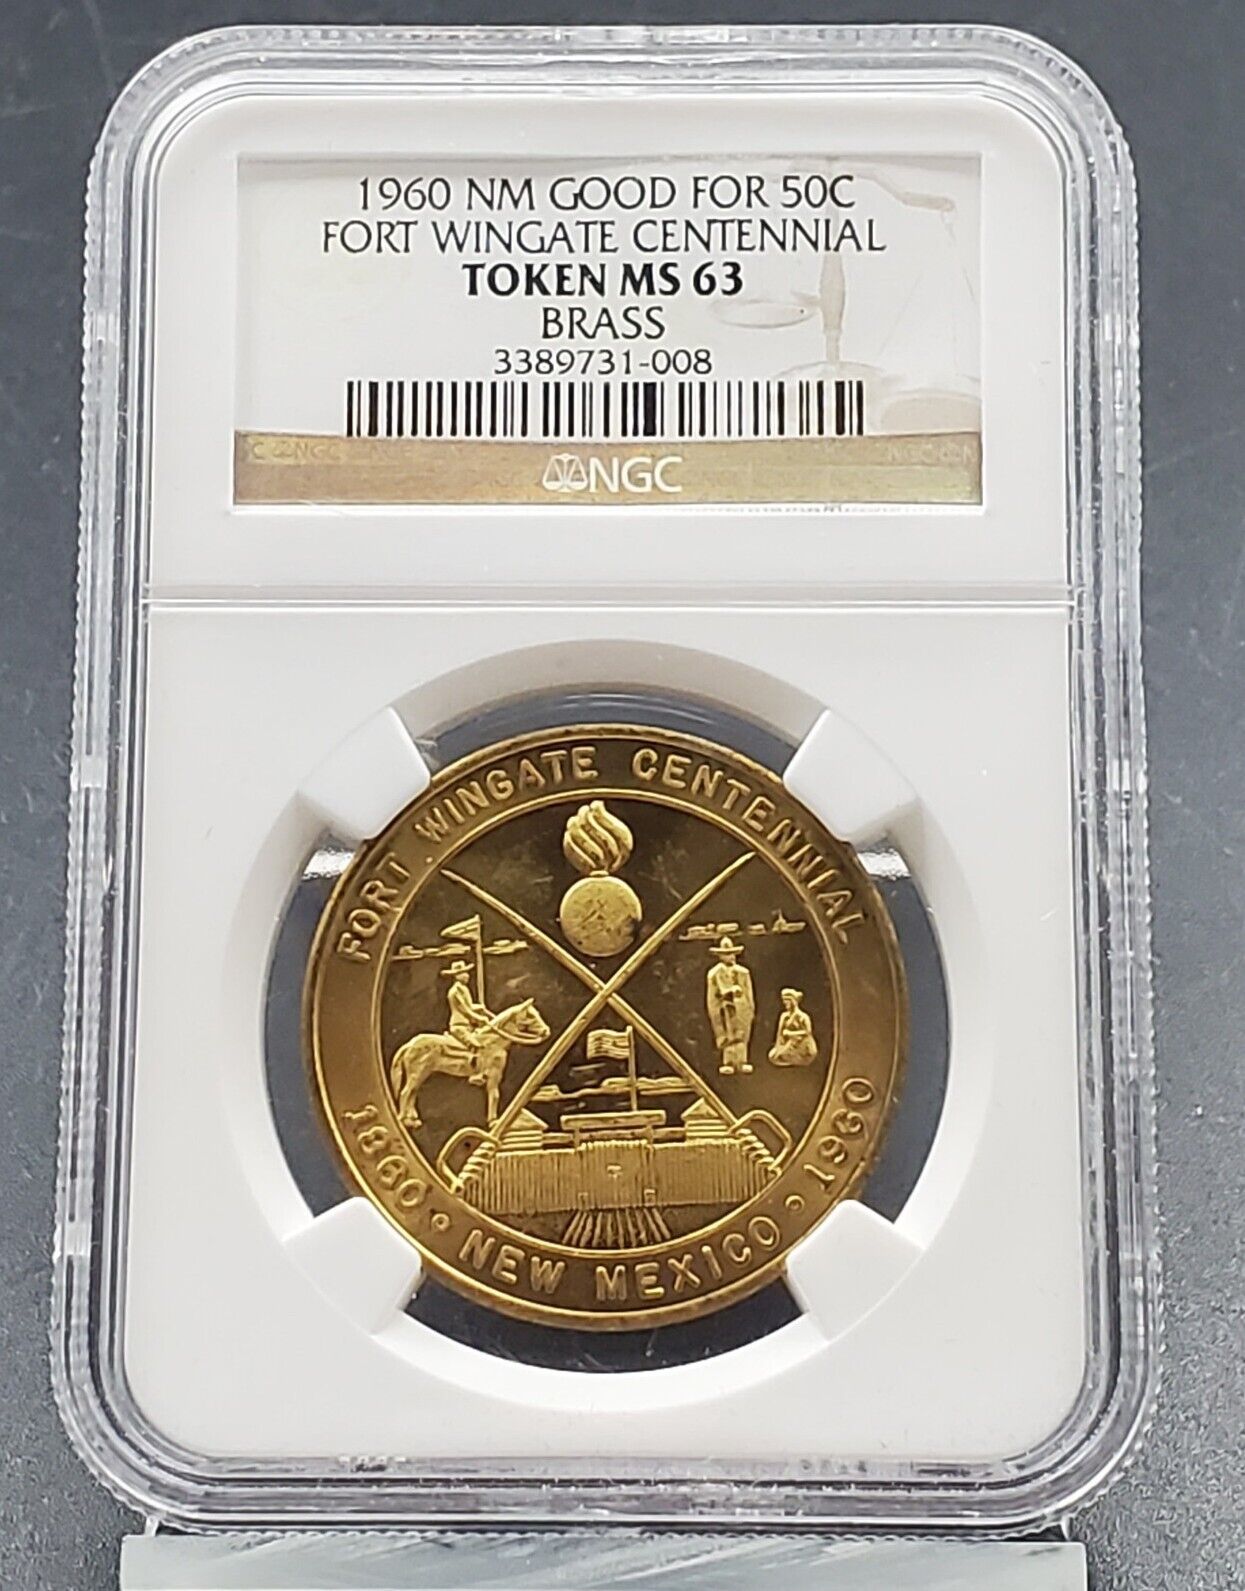 1960 NM GOOD FOR 50C
FORT WINGATE CENTENNIAL
TOKEN MS 63
BRASS
3389731-008
NGC
FORT WINGATE CENTENNIAL
1860 • NEW MEXICO • 1960